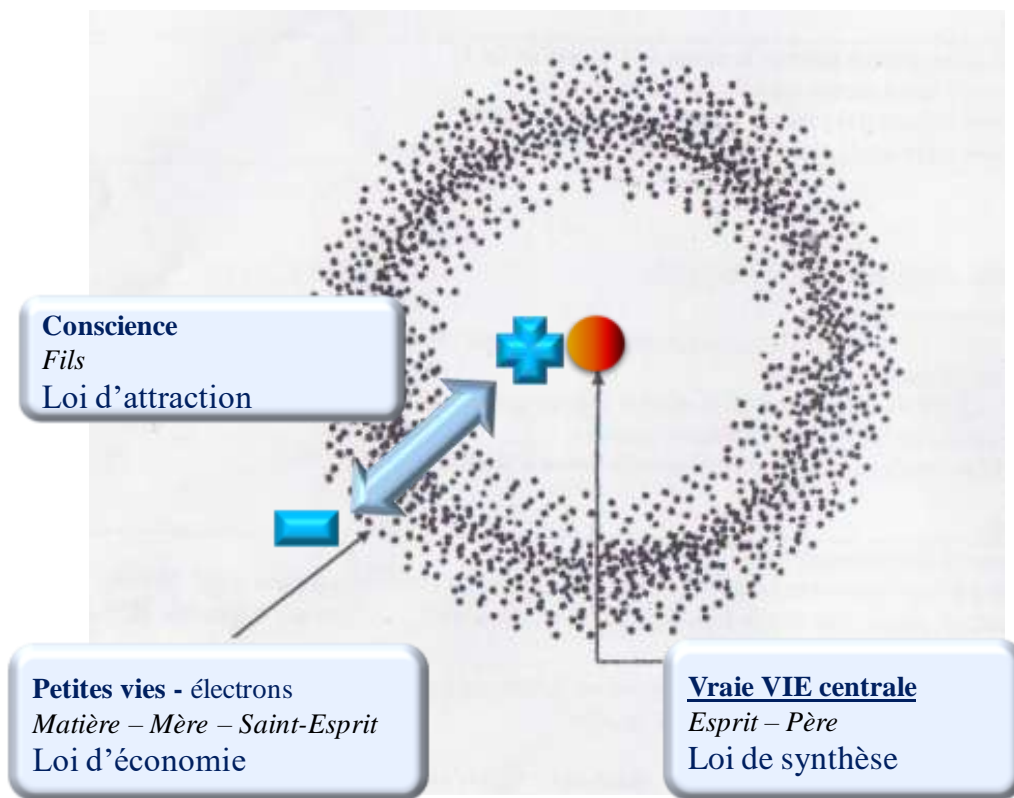 Conscience
Fils
Loi d’attraction
Petites vies - électrons
Matière – Mère – Saint-Esprit
Loi d’économie
Vraie VIE centrale
Esprit – Père
Loi de synthèse